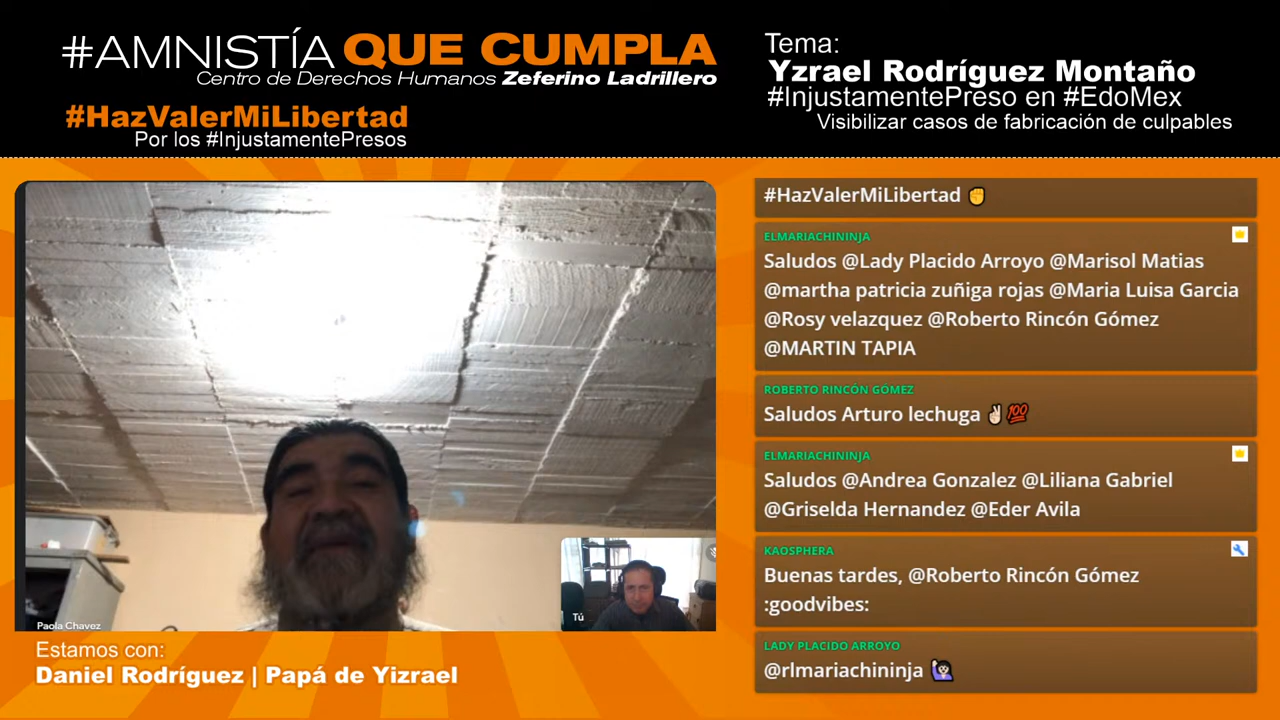 #AMNISTÍA QUE CUMPLA
Centro de Derechos Humanos Zeferino Ladrillero
#HazValerMiLibertad
Por los #InjustamentePresos
Tema:
Yzrael Rodríguez Montaño
#InjustamentePreso en #EdoMex
Visibilizar casos de fabricación de culpables
Paola Chavez
Tú
Estamos con:
Daniel Rodríguez | Papá de Yizrael
#HazValerMiLibertad ✊
ELMARIACHININJA
Saludos @Lady Placido Arroyo @Marisol Matias
@martha patricia zuñiga rojas @Maria Luisa Garcia
@Rosy velazquez @Roberto Rincón Gómez
@MARTIN TAPIA
ROBERTO RINCÓN GÓMEZ
Saludos Arturo lechuga ✌🏻💯
ELMARIACHININJA
Saludos @Andrea Gonzalez @Liliana Gabriel
@Griselda Hernandez @Eder Avila
KAOSPHERA
Buenas tardes, @Roberto Rincón Gómez
:goodvibes:
LADY PLACIDO ARROYO
@rlmariachininja 🙋🏻‍♀️